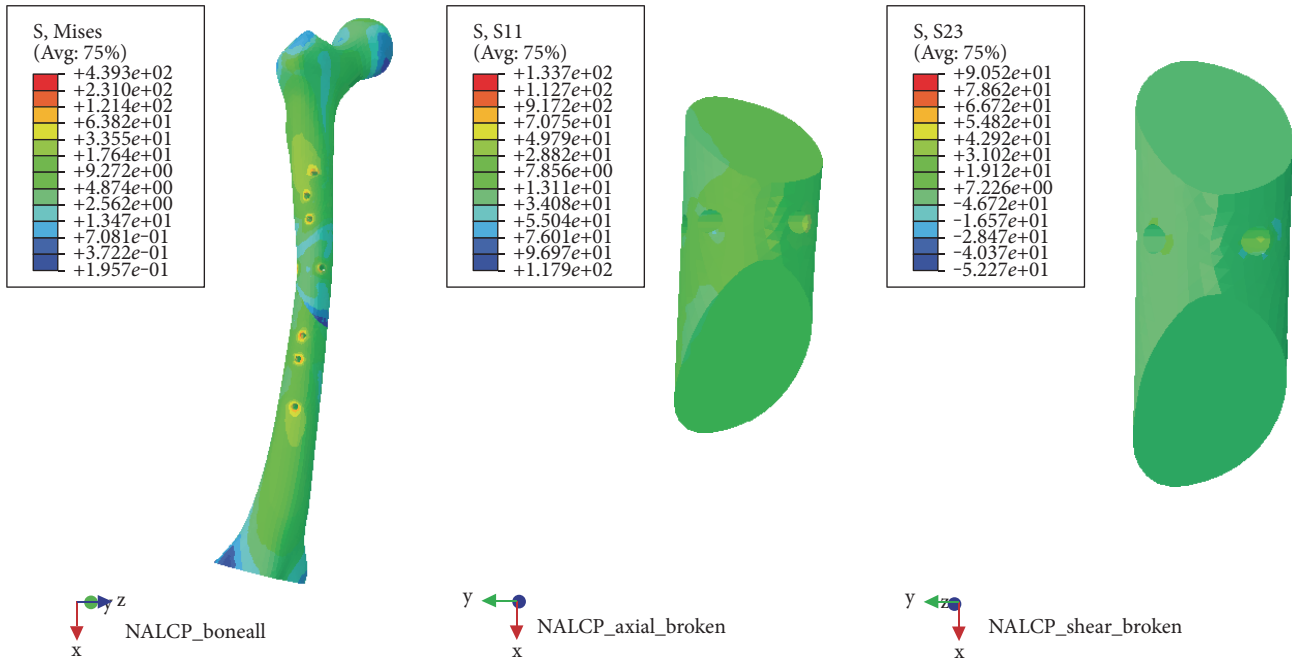 S, Mises
(Avg: 75%)
+4.393e+02
+2.310e+02
+1.214e+02
+6.382e+01
+3.355e+01
+1.764e+01
+9.272e+00
+4.874e+00
+2.562e+00
+1.347e+01
+7.081e−01
+3.722e−01
+1.957e−01
y
z
x
NALCP_boneall
S, S11
(Avg: 75%)
+1.337e+02
+1.127e+02
+9.172e+02
+7.075e+01
+4.979e+01
+2.882e+01
+7.856e+00
+1.311e+01
+3.408e+01
+5.504e+01
+7.601e+01
+9.697e+01
+1.179e+02
y
x
NALCP_axial_broken
S, S23
(Avg: 75%)
+9.052e+01
+7.862e+01
+6.672e+01
+5.482e+01
+4.292e+01
+3.102e+01
+1.912e+01
+7.226e+00
−4.672e+01
−1.657e+01
−2.847e+01
−4.037e+01
−5.227e+01
y
z
x
NALCP_shear_broken